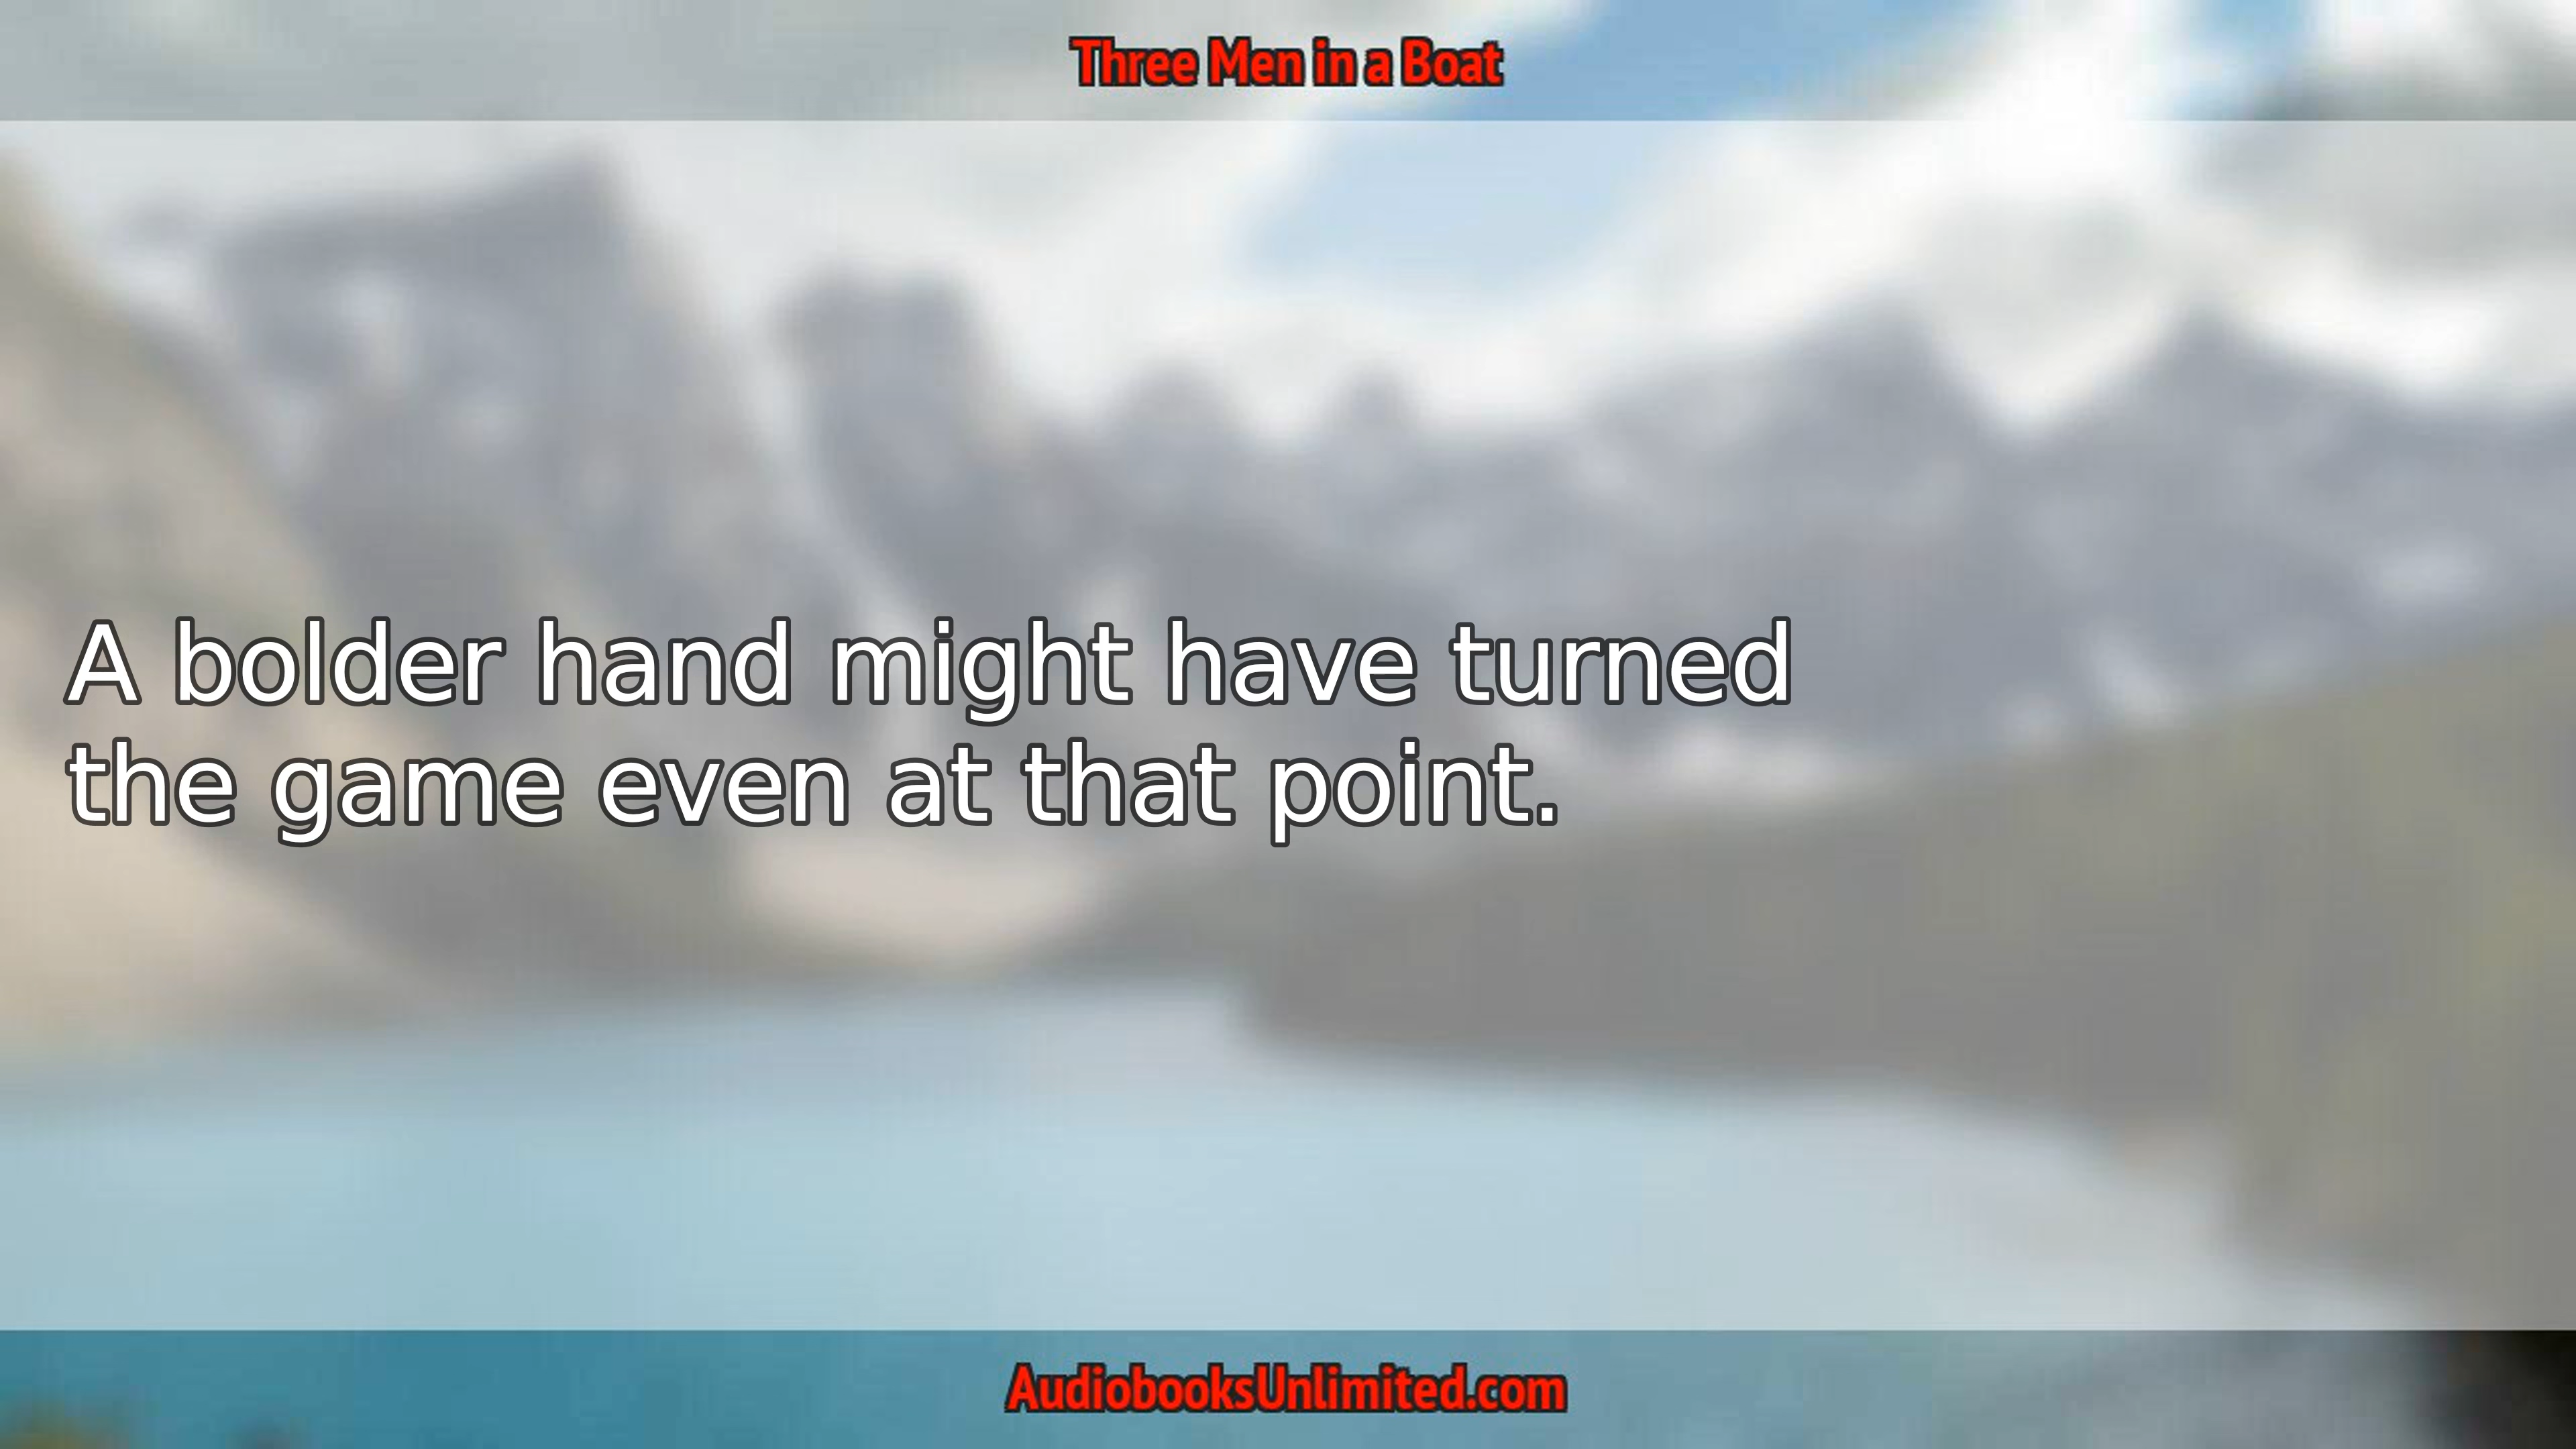 Three Men in a Boat
A bolder hand might have turned
the game even at that point.
AudiobooksUnlimited.com